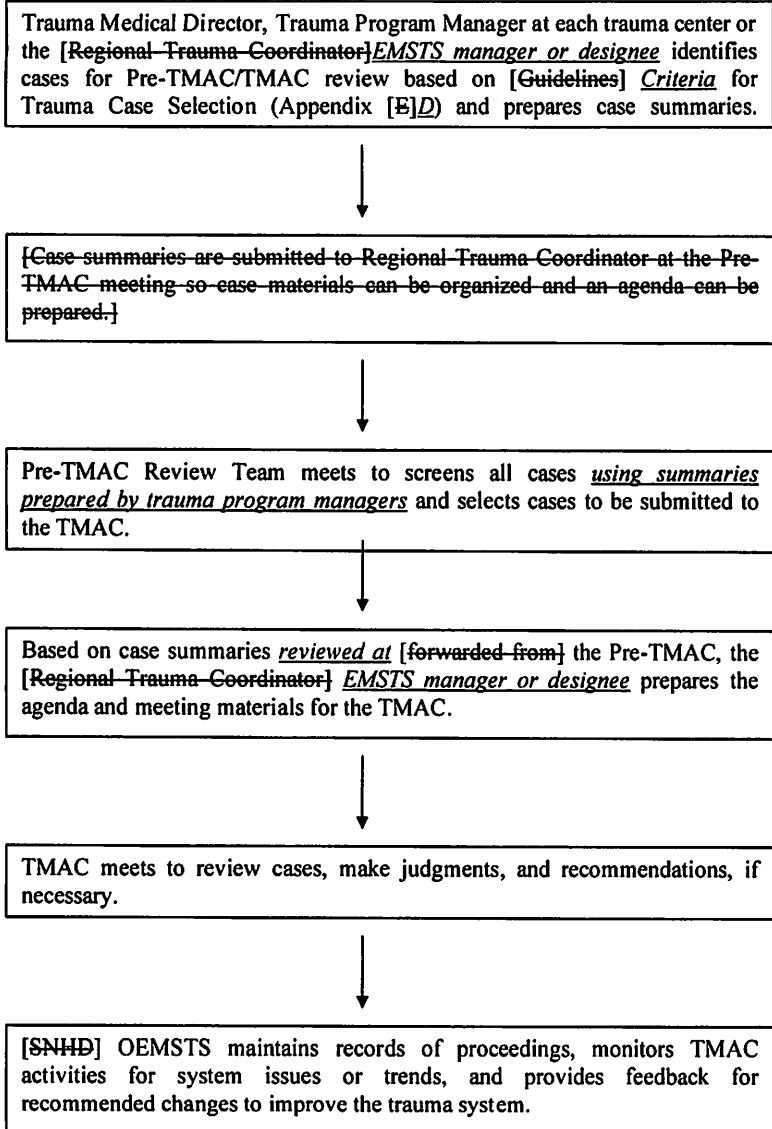 Trauma Medical Director, Trauma Program Manager at each trauma center or
the [Regional Trauma Coordinator]EMSTS manager or designee identifies
cases for Pre-TMAC/TMAC review based on [Guidelines] Criteria for
Trauma Case Selection (Appendix [E]D) and prepares case summaries.
[Case summaries are submitted to Regional Trauma Coordinator at the Pre-
TMAC meeting so case materials can be organized and an agenda can be
prepared.]
Pre-TMAC Review Team meets to screens all cases using summaries
prepared by trauma program managers and selects cases to be submitted to
the TMAC.
Based on case summaries reviewed at [forwarded from] the Pre-TMAC, the
[Regional Trauma Coordinator] EMSTS manager or designee prepares the
agenda and meeting materials for the TMAC.
TMAC meets to review cases, make judgments, and recommendations, if
necessary.
[SNHD] OEMSTS maintains records of proceedings, monitors TMAC
activities for system issues or trends, and provides feedback for
recommended changes to improve the trauma system.